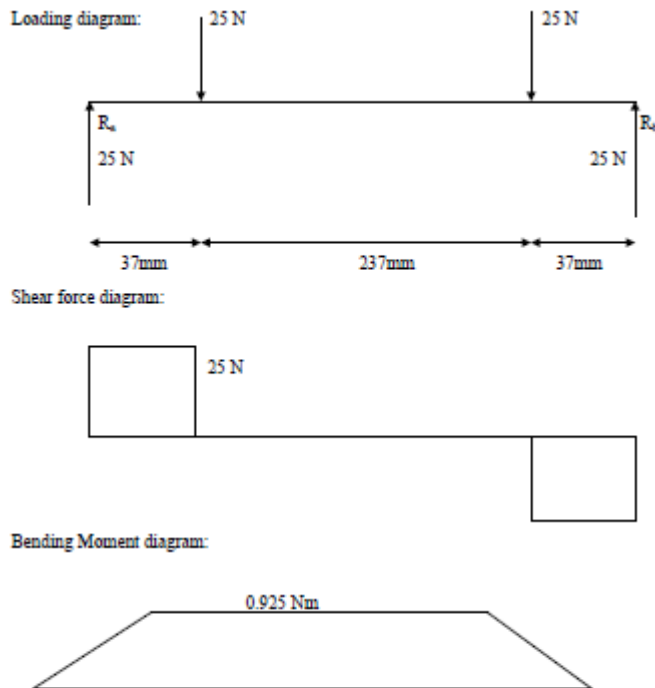 Loading diagram: 25 N 25 N
Rₐ
25 N 25 N
37mm 237mm 37mm
Shear force diagram:
25 N
Bending Moment diagram:
0.925 Nm